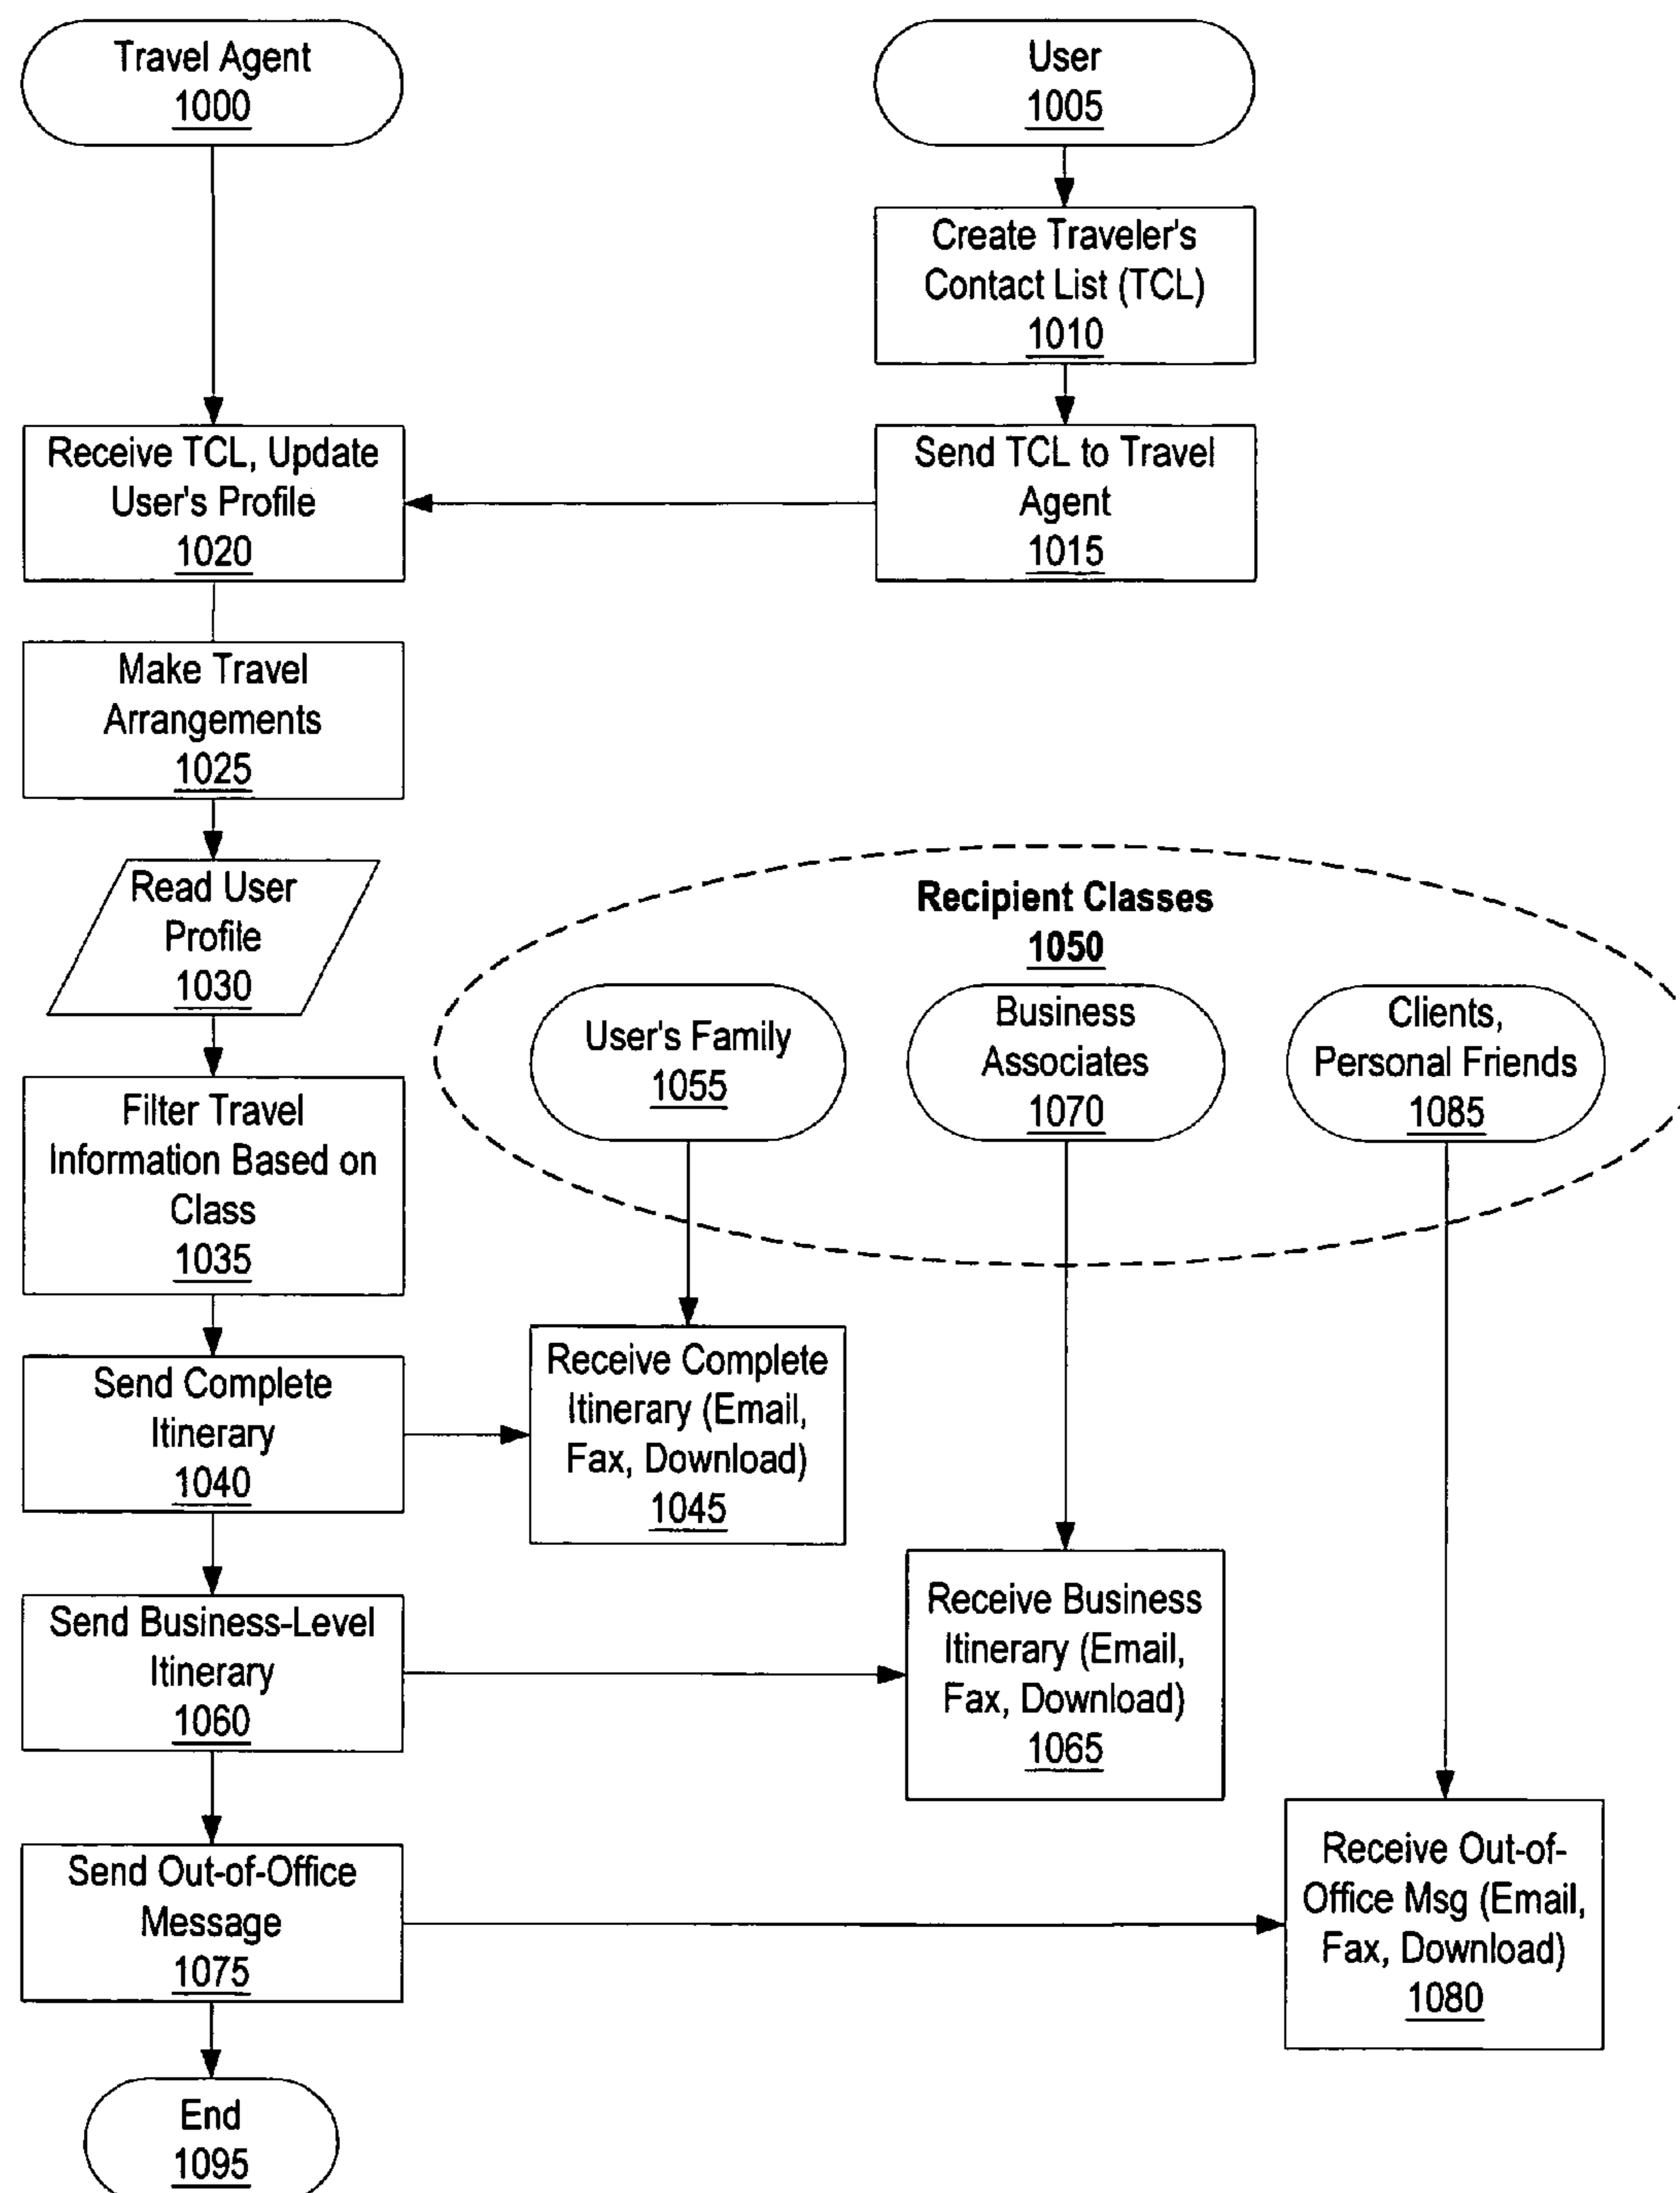 Travel Agent
1000
User
1005
Create Traveler's
Contact List (TCL)
1010
Receive TCL, Update
User's Profile
1020
Send TCL to Travel
Agent
1015
Make Travel
Arrangements
1025
Read User
Profile
1030
Recipient Classes
1050
User's Family
1055
Business
Associates
1070
Clients,
Personal Friends
1085
Filter Travel
Information Based on
Class
1035
Send Complete
Itinerary
1040
Receive Complete
Itinerary (Email,
Fax, Download)
1045
Send Business-Level
Itinerary
1060
Receive Business
Itinerary (Email,
Fax, Download)
1065
Send Out-of-Office
Message
1075
Receive Out-of-
Office Msg (Email,
Fax, Download)
1080
End
1095